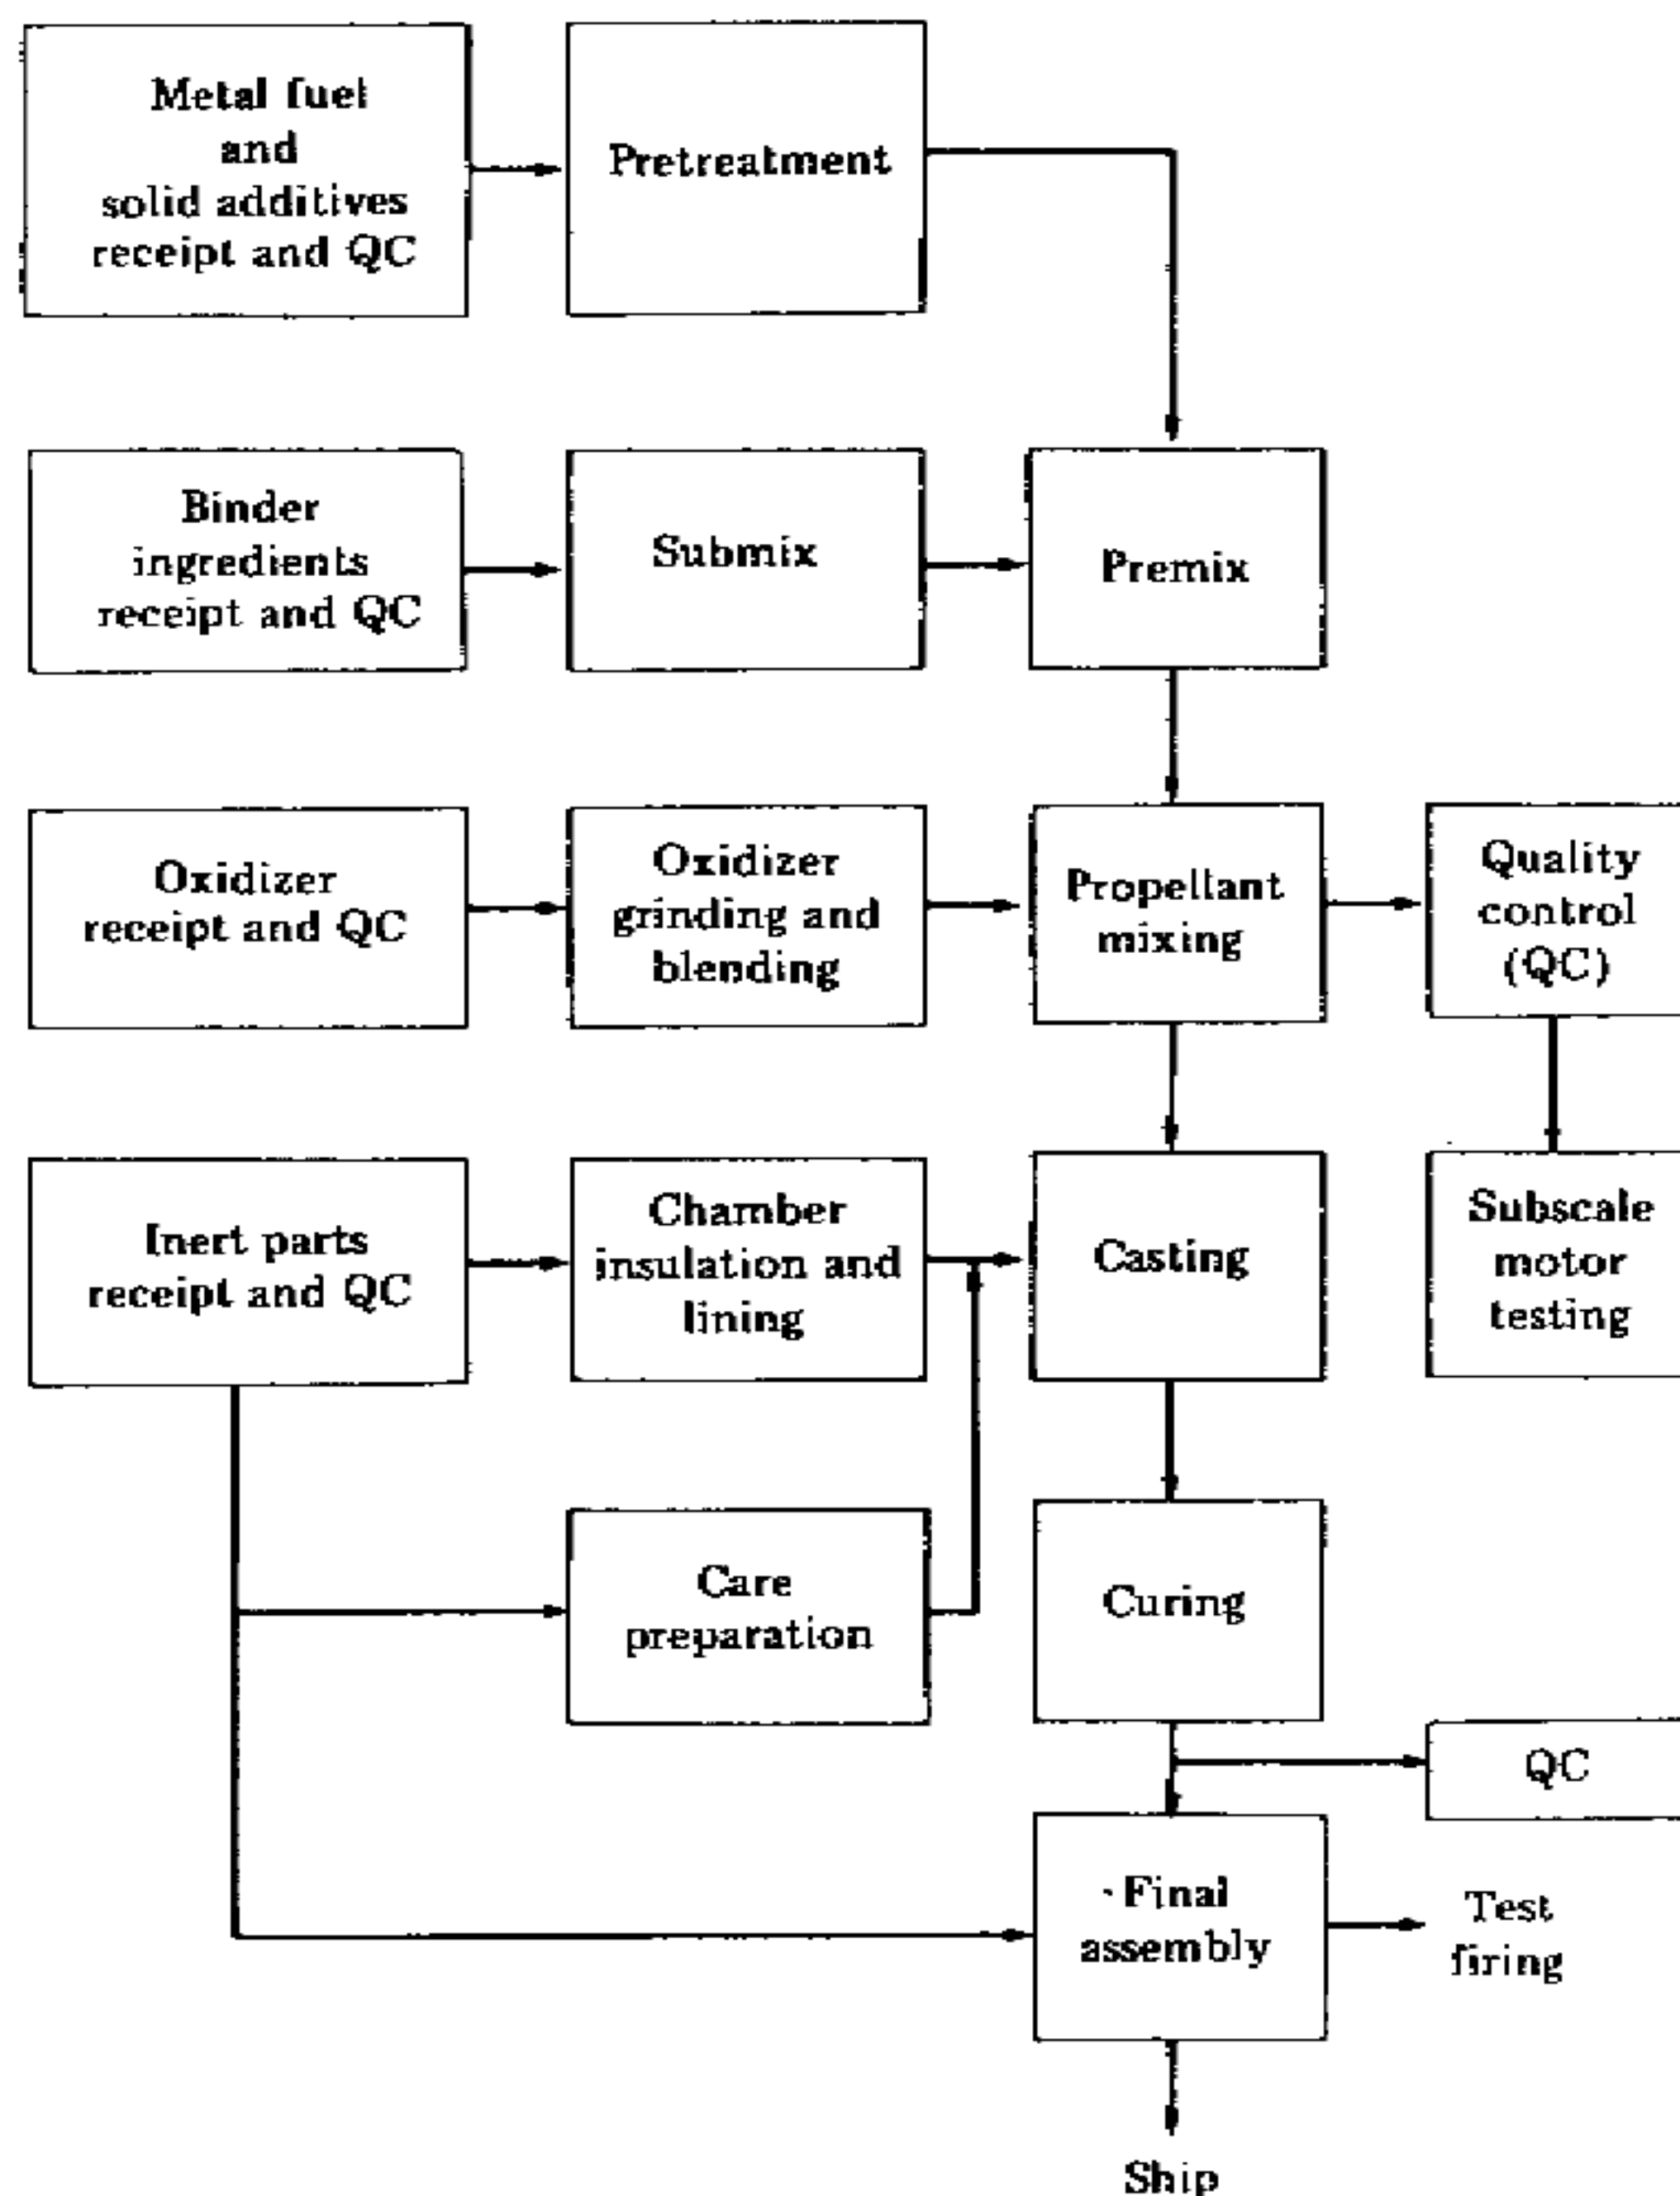 Metal fuel
and
solid additives
receipt and QC
Pretreatment
Binder
ingredients
receipt and QC
Submix
Premix
Oxidizer
receipt and QC
Oxidizer
grinding and
blending
Propellant
mixing
Quality
control
(QC)
Inert parts
receipt and QC
Chamber
insulation and
lining
Casting
Subscale
motor
testing
Care
preparation
Curing
QC
Final
assembly
Test
firing
Ship